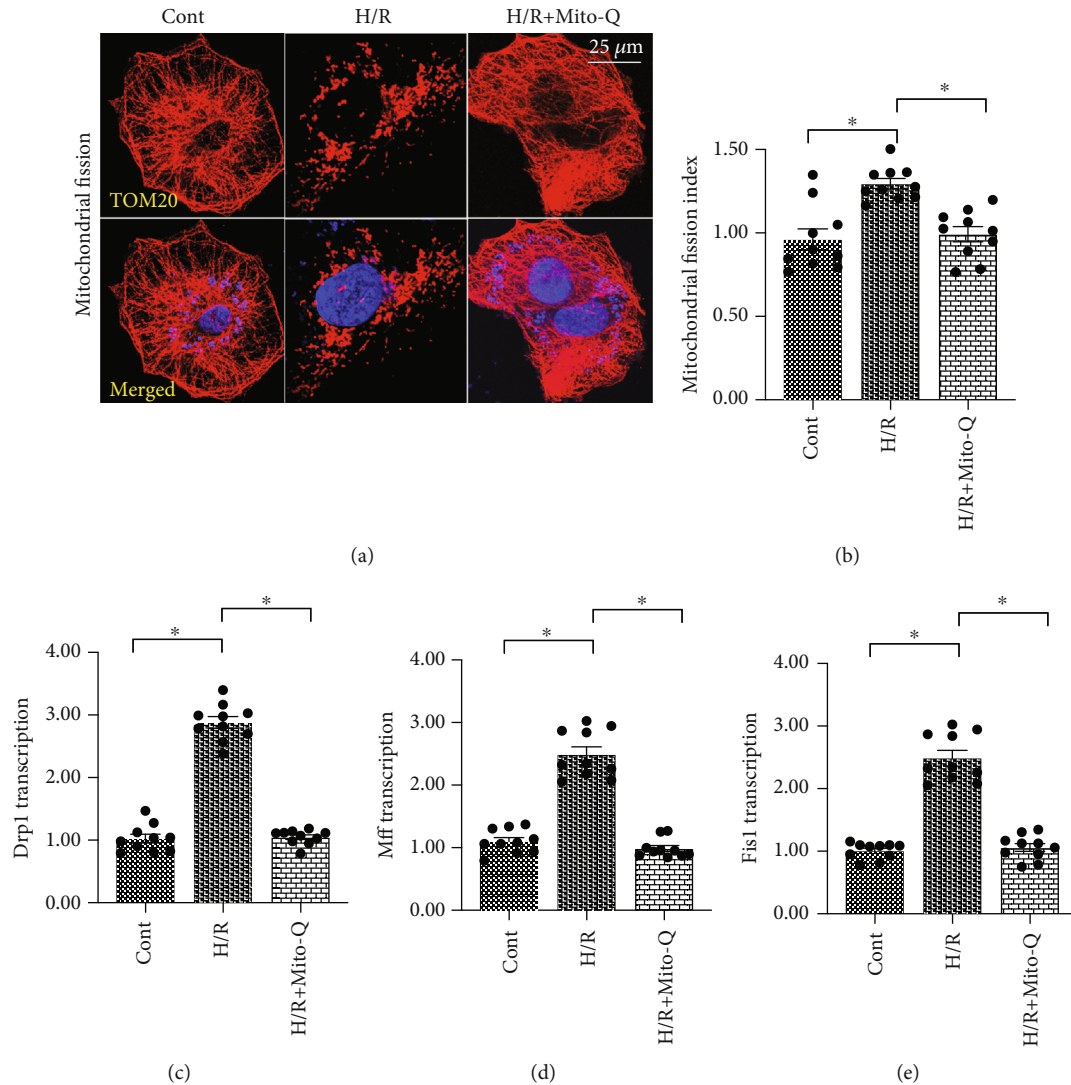 Cont H/R H/R+Mito-Q
25 μm
Mitochondrial fission
TOM20
Merged
(a)
Mitochondrial fission index
1.50
1.00
0.50
0.00
* *
Cont
H/R
H/R+Mito-Q
(b)
Drp1 transcription
4.00
3.00
2.00
1.00
0.00
* *
Cont
H/R
H/R+Mito-Q
(c)
Mff transcription
4.00
3.00
2.00
1.00
0.00
* *
Cont
H/R
H/R+Mito-Q
(d)
Fis1 transcription
4.00
3.00
2.00
1.00
0.00
* *
Cont
H/R
H/R+Mito-Q
(e)